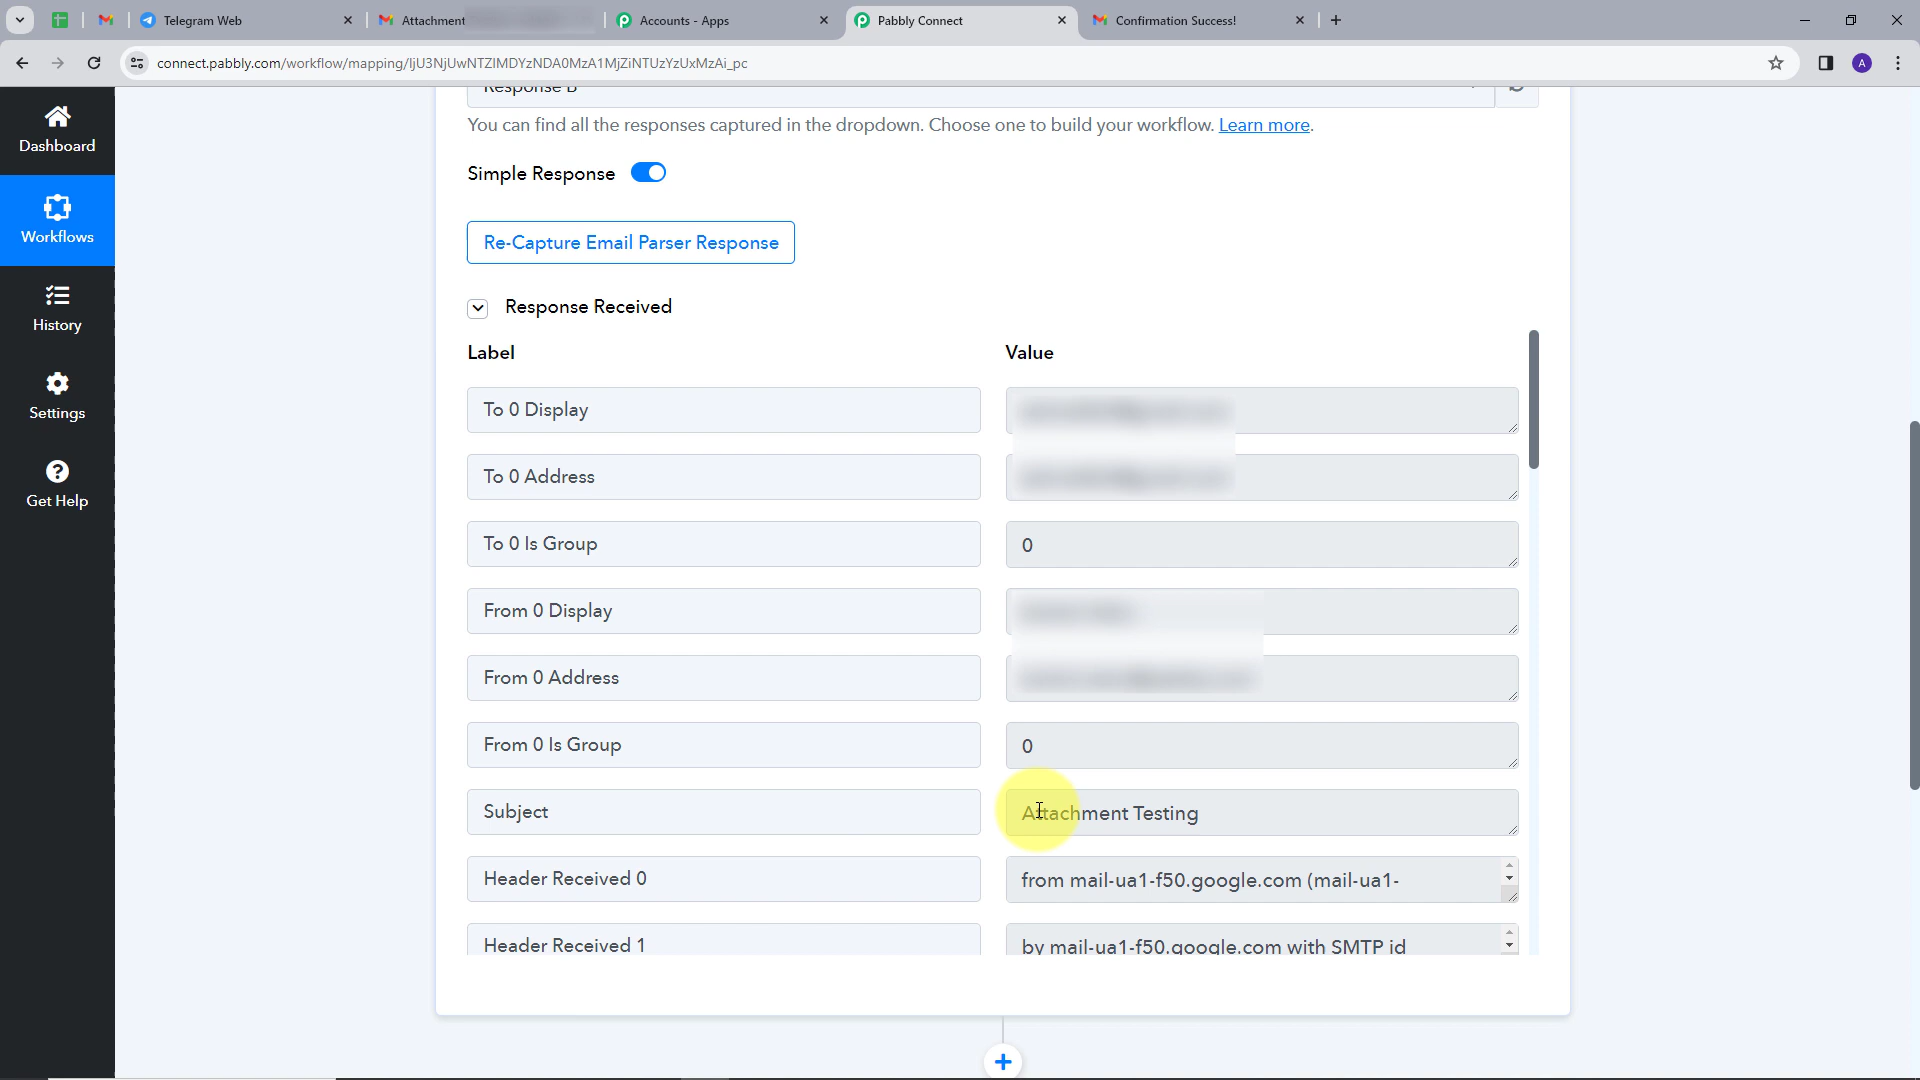 Telegram Web
Attachment
Accounts - Apps
Pabbly Connect
Confirmation Success!
connect.pabbly.com/workflow/mapping/IjU3NjUwNTZlMDYzNDA0MzA1MjZiNTUzYzUxMzAi_pc
A
Dashboard
Workflows
History
Settings
Get Help
Response B
You can find all the responses captured in the dropdown. Choose one to build your workflow. Learn more.
Simple Response
Re-Capture Email Parser Response
Response Received
Label Value
To 0 Display
To 0 Address
To 0 Is Group 0
From 0 Display
From 0 Address
From 0 Is Group 0
Subject Attachment Testing
Header Received 0 from mail-ua1-f50.google.com (mail-ua1-
Header Received 1 by mail-ua1-f50.google.com with SMTP id